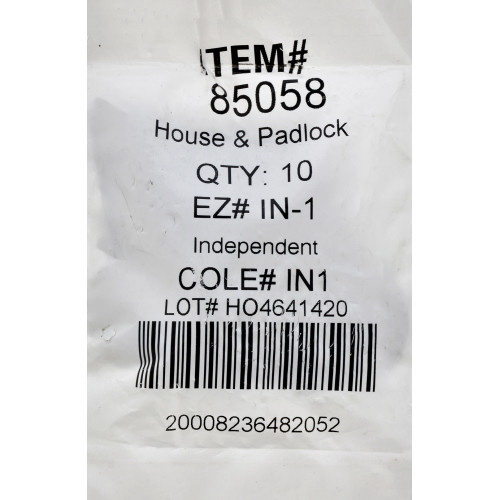 ITEM#
85058
House & Padlock
QTY: 10
EZ# IN-1
Independent
COLE# IN1
LOT# HO4641420
20008236482052